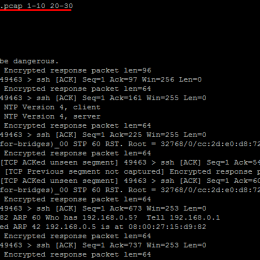 .pcap 1-10 20-30
be dangerous.
Encrypted response packet len=96
49463 > ssh [ACK] Seq=1 Ack=97 Win=256 Len=0
Encrypted response packet len=64
49463 > ssh [ACK] Seq=1 Ack=161 Win=255 Len=0
NTP Version 4, client
NTP Version 4, server
Encrypted response packet len=64
49463 > ssh [ACK] Seq=1 Ack=225 Win=255 Len=0
for-bridges)_00 STP 60 RST. Root = 32768/0/cc:2d:e0:d8:72
Encrypted response packet len=64
[TCP ACKed unseen segment] 49463 > ssh [ACK] Seq=1 Ack=54
[TCP Previous segment not captured] Encrypted response p
[TCP ACKed unseen segment] 49463 > ssh [ACK] Seq=1 Ack=60
for-bridges)_00 STP 60 RST. Root = 32768/0/cc:2d:e0:d8:72
Encrypted response packet len=64
49463 > ssh [ACK] Seq=1 Ack=673 Win=253 Len=0
82 ARP 60 Who has 192.168.0.5? Tell 192.168.0.1
ed ARP 42 192.168.0.5 is at 08:00:27:15:d9:82
Encrypted response packet len=64
49463 > ssh [ACK] Seq=1 Ack=737 Win=253 Len=0
Encrypted response packet len=64